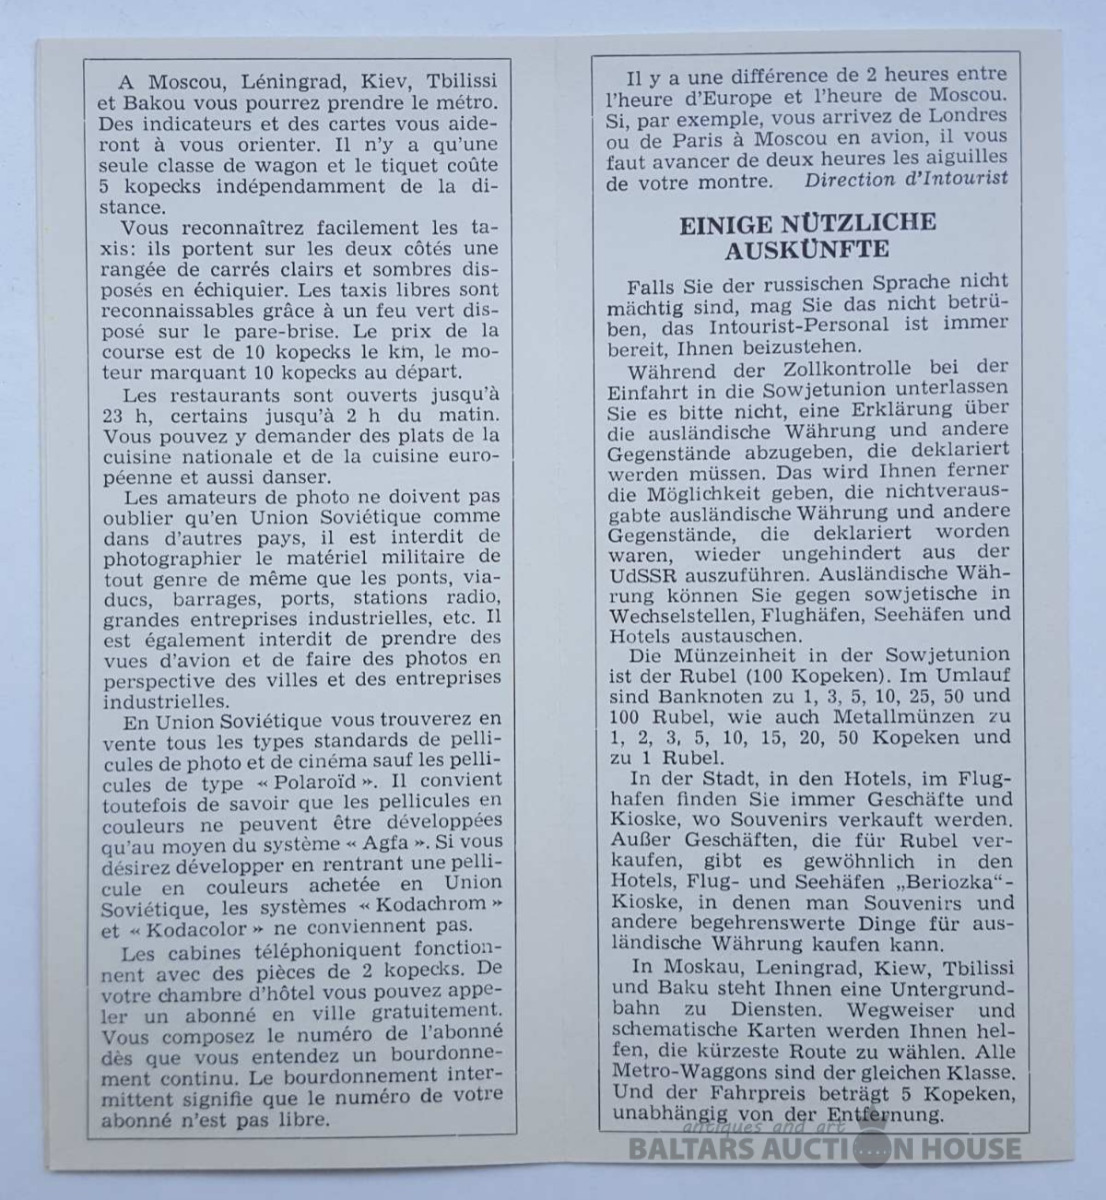 A Moscou, Léningrad, Kiev, Tbilissi
et Bakou vous pourrez prendre le métro.
Des indicateurs et des cartes vous aide-
ront à vous orienter. Il n'y a qu'une
seule classe de wagon et le tiquet coûte
5 kopecks indépendamment de la di-
stance.
Vous reconnaîtrez facilement les ta-
xis: ils portent sur les deux côtés une
rangée de carrés clairs et sombres dis-
posés en échiquier. Les taxis libres sont
reconnaissables grâce à un feu vert dis-
posé sur le pare-brise. Le prix de la
course est de 10 kopecks le km, le mo-
teur marquant 10 kopecks au départ.
Les restaurants sont ouverts jusqu'à
23 h, certains jusqu'à 2 h du matin.
Vous pouvez y demander des plats de la
cuisine nationale et de la cuisine euro-
péenne et aussi danser.
Les amateurs de photo ne doivent pas
oublier qu'en Union Soviétique comme
dans d'autres pays, il est interdit de
photographier le matériel militaire de
tout genre de même que les ponts, via-
ducs, barrages, ports, stations radio,
grandes entreprises industrielles, etc. Il
est également interdit de prendre des
vues d'avion et de faire des photos en
perspective des villes et des entreprises
industrielles.
En Union Soviétique vous trouverez en
vente tous les types standards de pelli-
cules de photo et de cinéma sauf les pelli-
cules de type « Polaroïd ». Il convient
toutefois de savoir que les pellicules en
couleurs ne peuvent être développées
qu'au moyen du système « Agfa ». Si vous
désirez développer en rentrant une pelli-
cule en couleurs achetée en Union
Soviétique, les systèmes « Kodachrom »
et « Kodacolor » ne conviennent pas.
Les cabines téléphoniquent fonction-
nent avec des pièces de 2 kopecks. De
votre chambre d'hôtel vous pouvez appe-
ler un abonné en ville gratuitement.
Vous composez le numéro de l'abonné
dès que vous entendez un bourdonne-
ment continu. Le bourdonnement inter-
mittent signifie que le numéro de votre
abonné n'est pas libre.
Il y a une différence de 2 heures entre
l'heure d'Europe et l'heure de Moscou.
Si, par exemple, vous arrivez de Londres
ou de Paris à Moscou en avion, il vous
faut avancer de deux heures les aiguilles
de votre montre. Direction d'Intourist
EINIGE NÜTZLICHE
AUSKÜNFTE
Falls Sie der russischen Sprache nicht
mächtig sind, mag Sie das nicht betrü-
ben, das Intourist-Personal ist immer
bereit, Ihnen beizustehen.
Während der Zollkontrolle bei der
Einfahrt in die Sowjetunion unterlassen
Sie es bitte nicht, eine Erklärung über
die ausländische Währung und andere
Gegenstände abzugeben, die deklariert
werden müssen. Das wird Ihnen ferner
die Möglichkeit geben, die nichtveraus-
gabte ausländische Währung und andere
Gegenstände, die deklariert worden
waren, wieder ungehindert aus der
UdSSR auszuführen. Ausländische Wäh-
rung können Sie gegen sowjetische in
Wechselstellen, Flughäfen, Seehäfen und
Hotels austauschen.
Die Münzeinheit in der Sowjetunion
ist der Rubel (100 Kopeken). Im Umlauf
sind Banknoten zu 1, 3, 5, 10, 25, 50 und
100 Rubel, wie auch Metallmünzen zu
1, 2, 3, 5, 10, 15, 20, 50 Kopeken und
zu 1 Rubel.
In der Stadt, in den Hotels, im Flug-
hafen finden Sie immer Geschäfte und
Kioske, wo Souvenirs verkauft werden.
Außer Geschäften, die für Rubel ver-
kaufen, gibt es gewöhnlich in den
Hotels, Flug- und Seehäfen „Beriozka“-
Kioske, in denen man Souvenirs und
andere begehrenswerte Dinge für aus-
ländische Währung kaufen kann.
In Moskau, Leningrad, Kiew, Tbilissi
und Baku steht Ihnen eine Untergrund-
bahn zu Diensten. Wegweiser und
schematische Karten werden Ihnen hel-
fen, die kürzeste Route zu wählen. Alle
Metro-Waggons sind der gleichen Klasse.
Und der Fahrpreis beträgt 5 Kopeken,
unabhängig von der Entfernung.
antiques and art
BALTARS AUCTION HOUSE